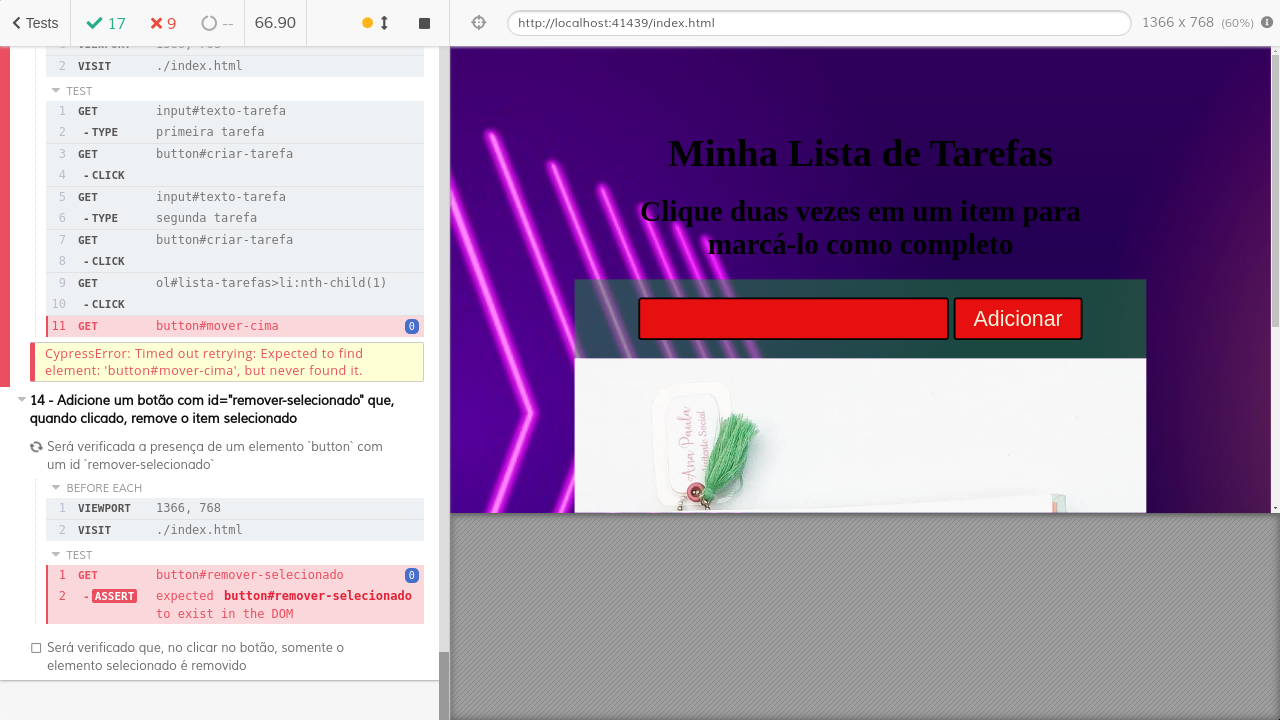 Tests
17
9
--
66.90
http://localhost:41439/index.html
1366 x 768 (60%)
1 VIEWPORT 1366, 768
2 VISIT ./index.html
TEST
1 GET input#texto-tarefa
2 - TYPE primeira tarefa
3 GET button#criar-tarefa
4 - CLICK
5 GET input#texto-tarefa
6 - TYPE segunda tarefa
7 GET button#criar-tarefa
8 - CLICK
9 GET ol#lista-tarefas>li:nth-child(1)
10 - CLICK
11 GET button#mover-cima 0
CypressError: Timed out retrying: Expected to find
element: 'button#mover-cima', but never found it.
14 - Adicione um botão com id="remover-selecionado" que,
quando clicado, remove o item selecionado
Será verificada a presença de um elemento `button` com
um id `remover-selecionado`
BEFORE EACH
1 VIEWPORT 1366, 768
2 VISIT ./index.html
TEST
1 GET button#remover-selecionado 0
2 - ASSERT expected button#remover-selecionado
to exist in the DOM
Será verificado que, no clicar no botão, somente o
elemento selecionado é removido
Minha Lista de Tarefas
Clique duas vezes em um item para
marcá-lo como completo
Adicionar
Ana Paula
Social